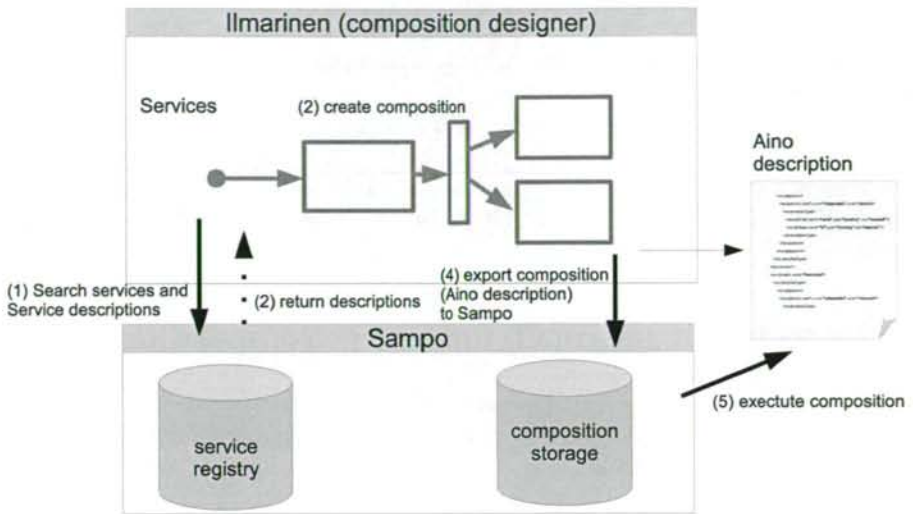 Ilmarinen (composition designer)
Services
(2) create composition
Aino
description
(1) Search services and
Service descriptions
(2) return descriptions
(4) export composition
(Aino description)
to Sampo
Sampo
(5) exectute composition
service
registry
composition
storage